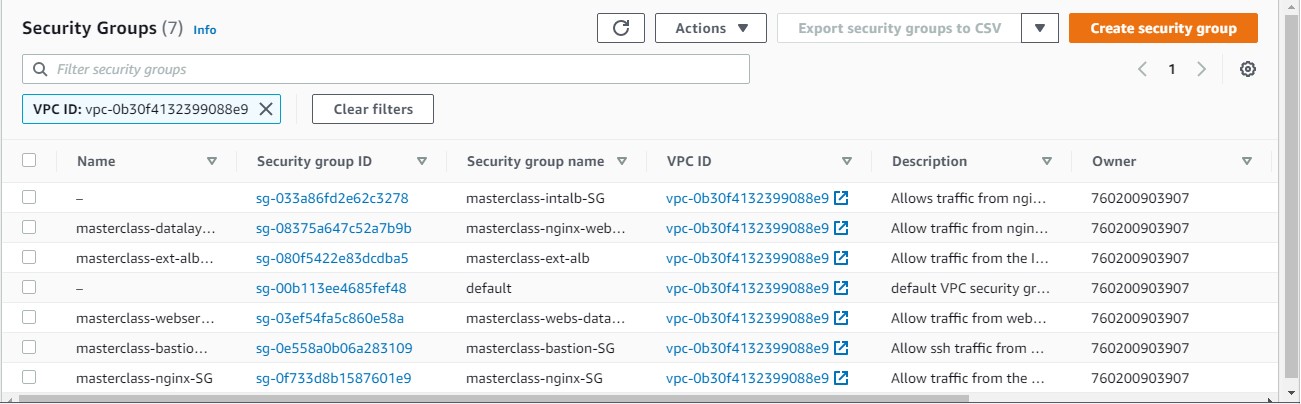 Security Groups (7) Info Actions Export security groups to CSV Create security group
Filter security groups 1
VPC ID: vpc-0b30f4132399088e9 Clear filters
Name Security group ID Security group name VPC ID Description Owner
– sg-033a86fd2e62c3278 masterclass-intalb-SG vpc-0b30f4132399088e9 Allows traffic from ngi... 760200903907
masterclass-datalay... sg-08375a647c52a7b9b masterclass-nginx-web... vpc-0b30f4132399088e9 Allow traffic from ngin... 760200903907
masterclass-ext-alb... sg-080f5422e83dcdba5 masterclass-ext-alb vpc-0b30f4132399088e9 Allow traffic from the I... 760200903907
– sg-00b113ee4685fef48 default vpc-0b30f4132399088e9 default VPC security gr... 760200903907
masterclass-webser... sg-03ef54fa5c860e58a masterclass-webs-data... vpc-0b30f4132399088e9 Allow traffic from web... 760200903907
masterclass-bastio... sg-0e558a0b06a283109 masterclass-bastion-SG vpc-0b30f4132399088e9 Allow ssh traffic from ... 760200903907
masterclass-nginx-SG sg-0f733d8b1587601e9 masterclass-nginx-SG vpc-0b30f4132399088e9 Allow traffic from the ... 760200903907